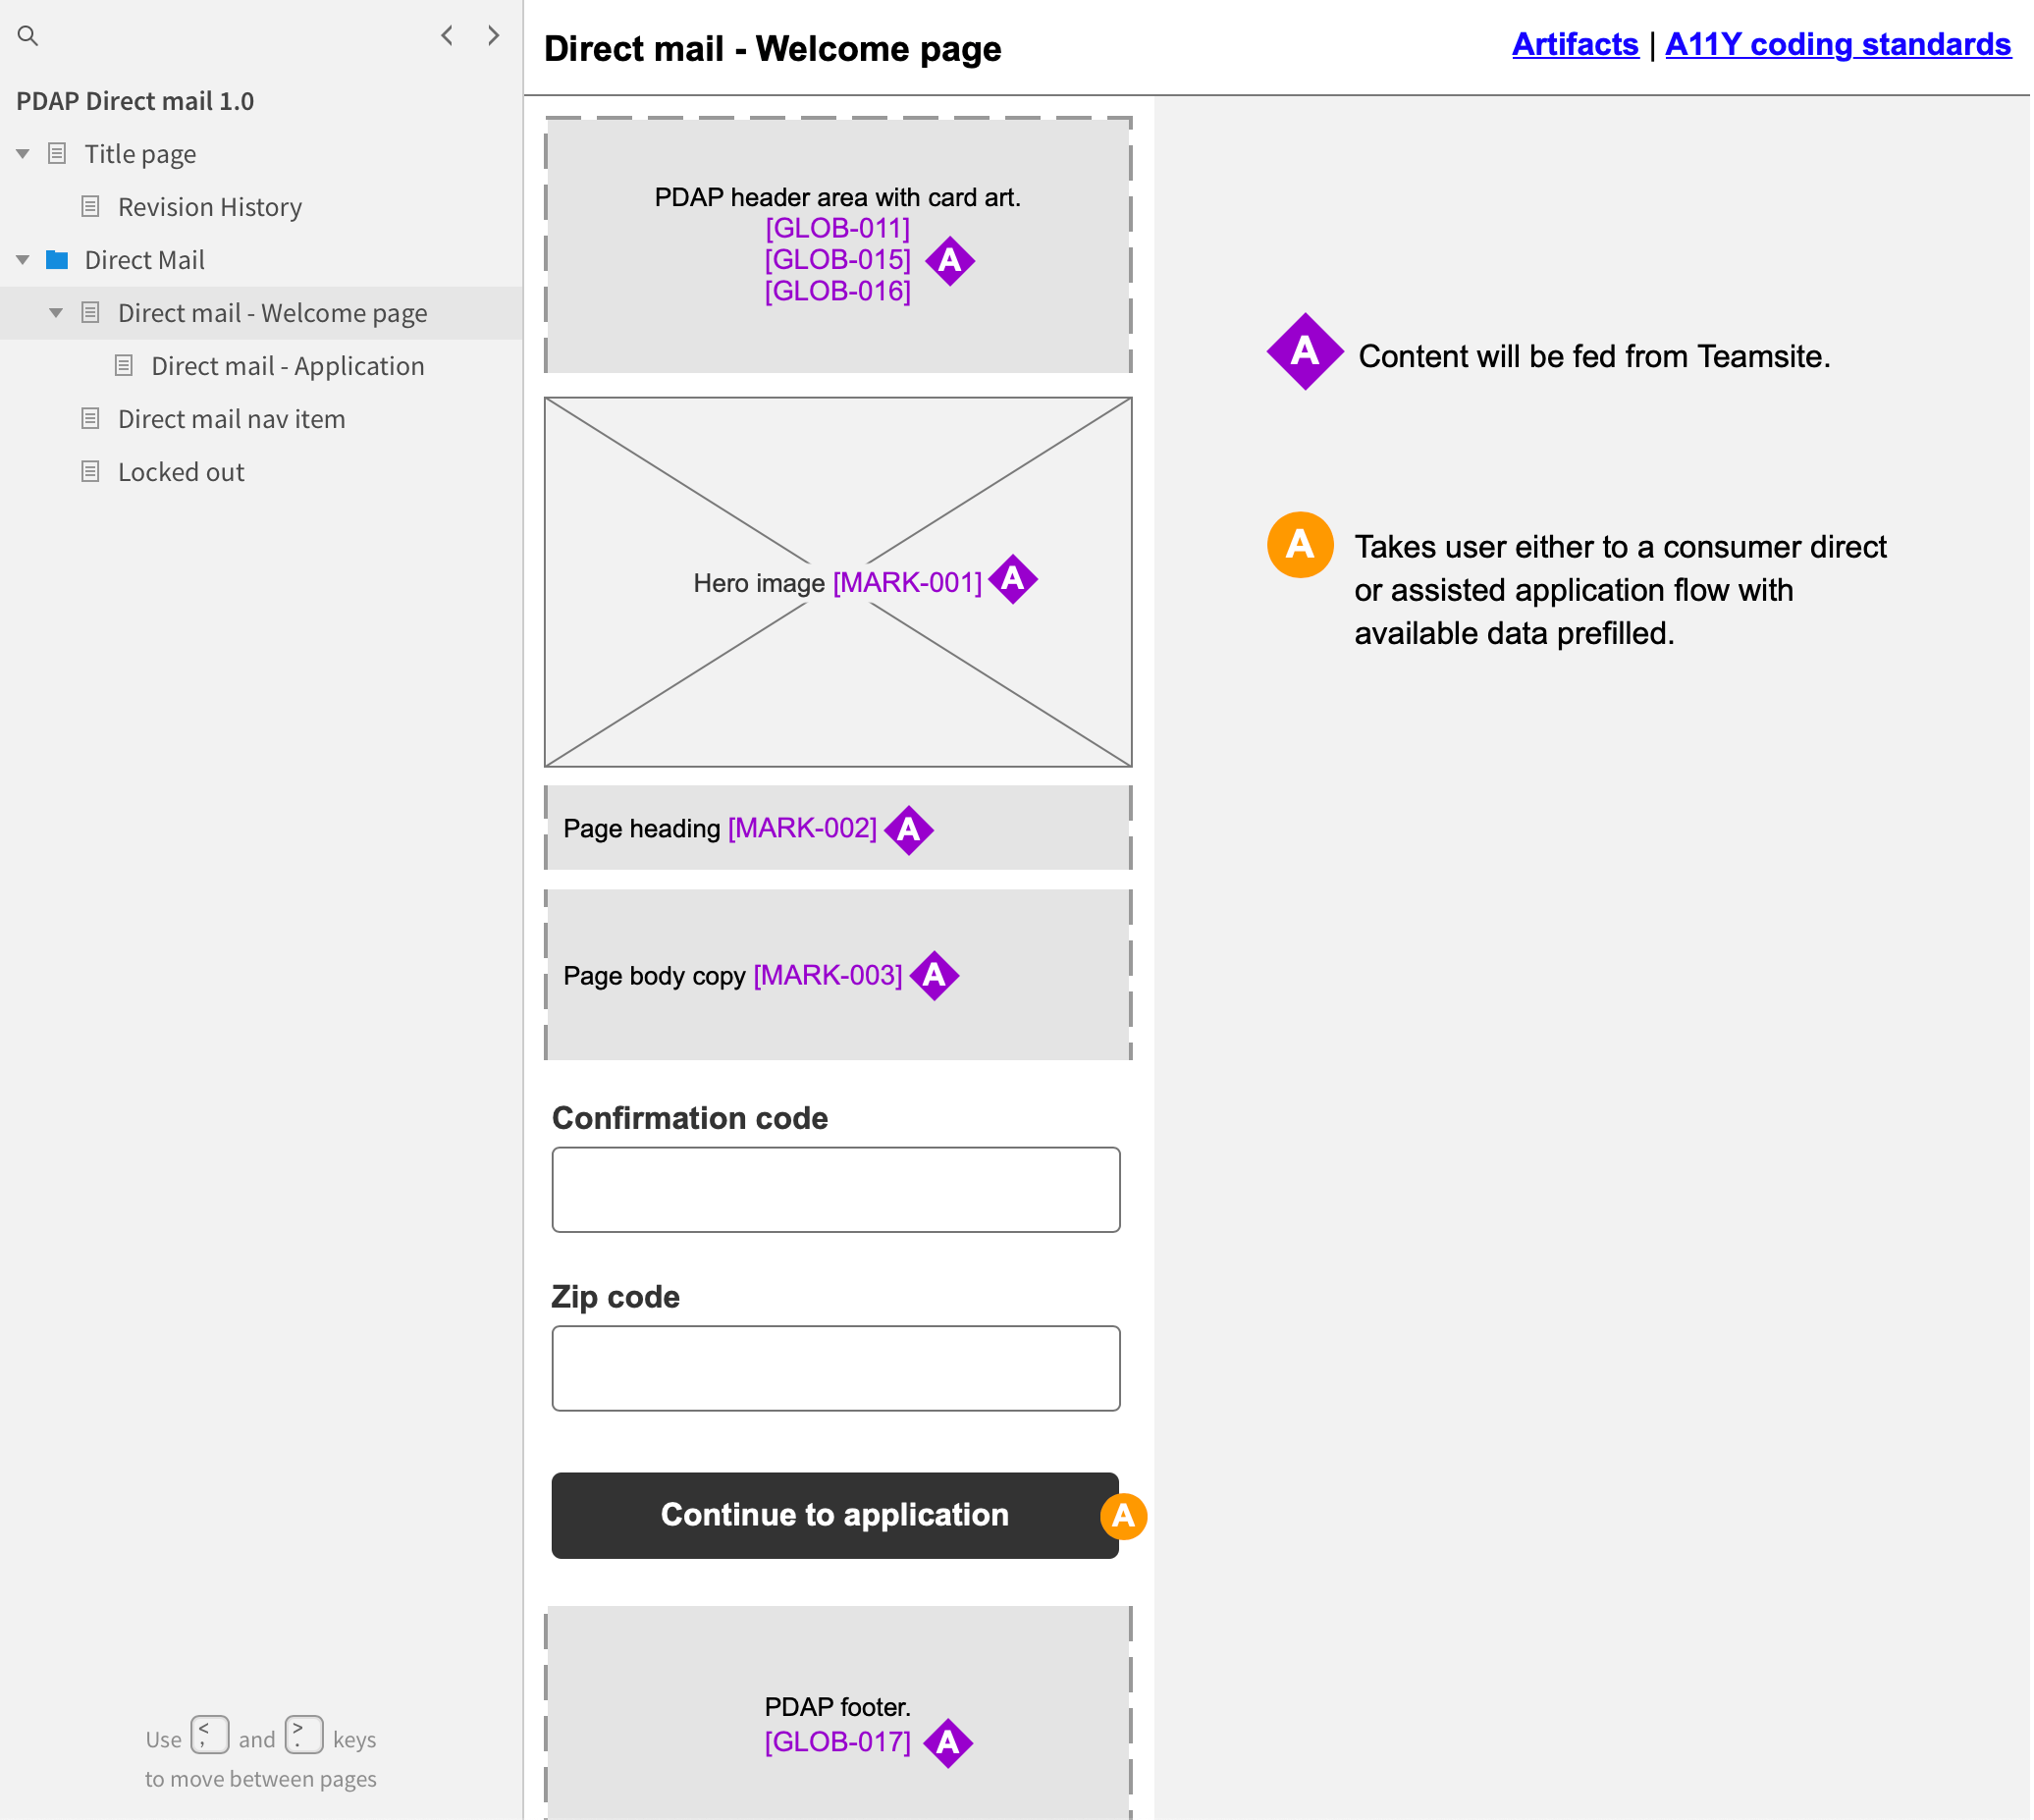 PDAP Direct mail 1.0
Title page
Revision History
Direct Mail
Direct mail - Welcome page
Direct mail - Application
Direct mail nav item
Locked out
Use < , and > . keys
to move between pages
Direct mail - Welcome page
Artifacts | A11Y coding standards
PDAP header area with card art.
[GLOB-011]
[GLOB-015] A
[GLOB-016]
Hero image [MARK-001] A
Page heading [MARK-002] A
Page body copy [MARK-003] A
Confirmation code
Zip code
Continue to application A
PDAP footer.
[GLOB-017] A
A Content will be fed from Teamsite.
A Takes user either to a consumer direct
or assisted application flow with
available data prefilled.